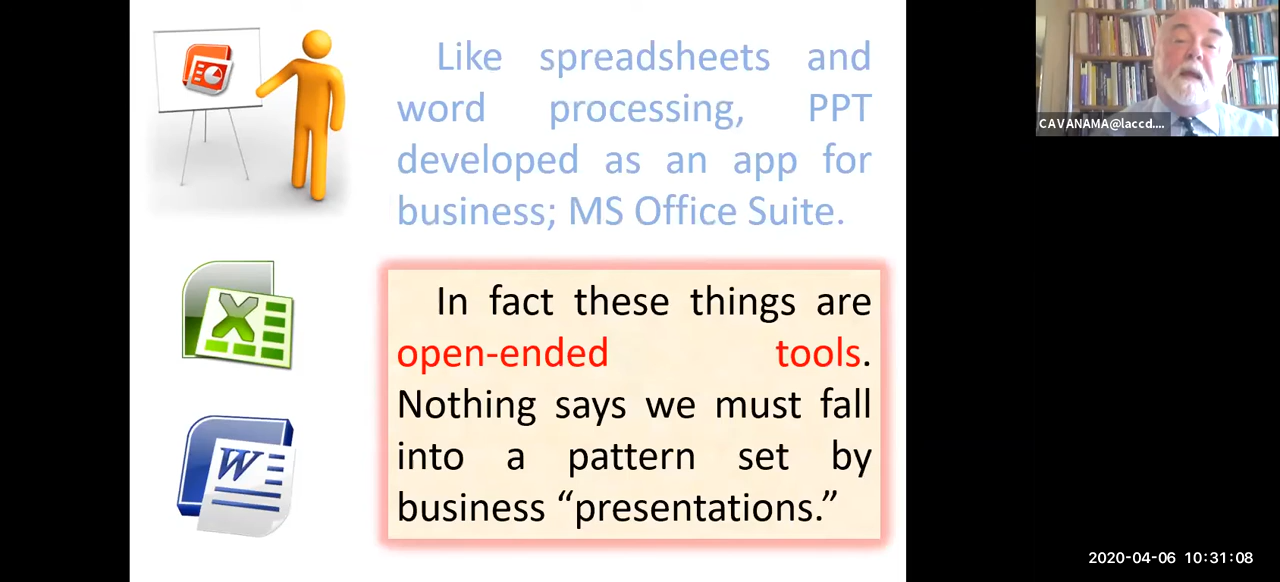 Like spreadsheets and
word processing, PPT
developed as an app for
business; MS Office Suite.
In fact these things are
open-ended tools.
Nothing says we must fall
into a pattern set by
business “presentations.”
X
W
CAVANAMA@laccd....
2020-04-06 10:31:08